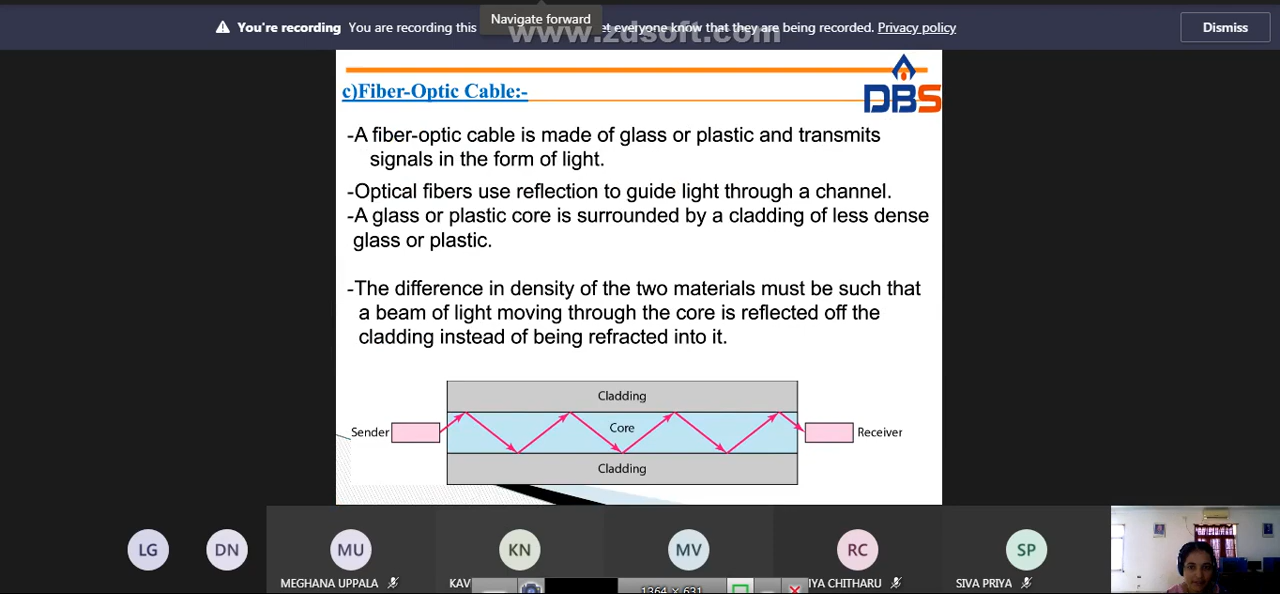 Navigate forward
You're recording You are recording this et everyone know that they are being recorded. Privacy policy
Dismiss
www.zdsoft.com
c)Fiber-Optic Cable:-
DBS
-A fiber-optic cable is made of glass or plastic and transmits
signals in the form of light.
-Optical fibers use reflection to guide light through a channel.
-A glass or plastic core is surrounded by a cladding of less dense
glass or plastic.
-The difference in density of the two materials must be such that
a beam of light moving through the core is reflected off the
cladding instead of being refracted into it.
Cladding
Sender Core Receiver
Cladding
LG DN MU KN MV RC SP
MEGHANA UPPALA KAV IYA CHITHARU SIVA PRIYA
1364 × 631